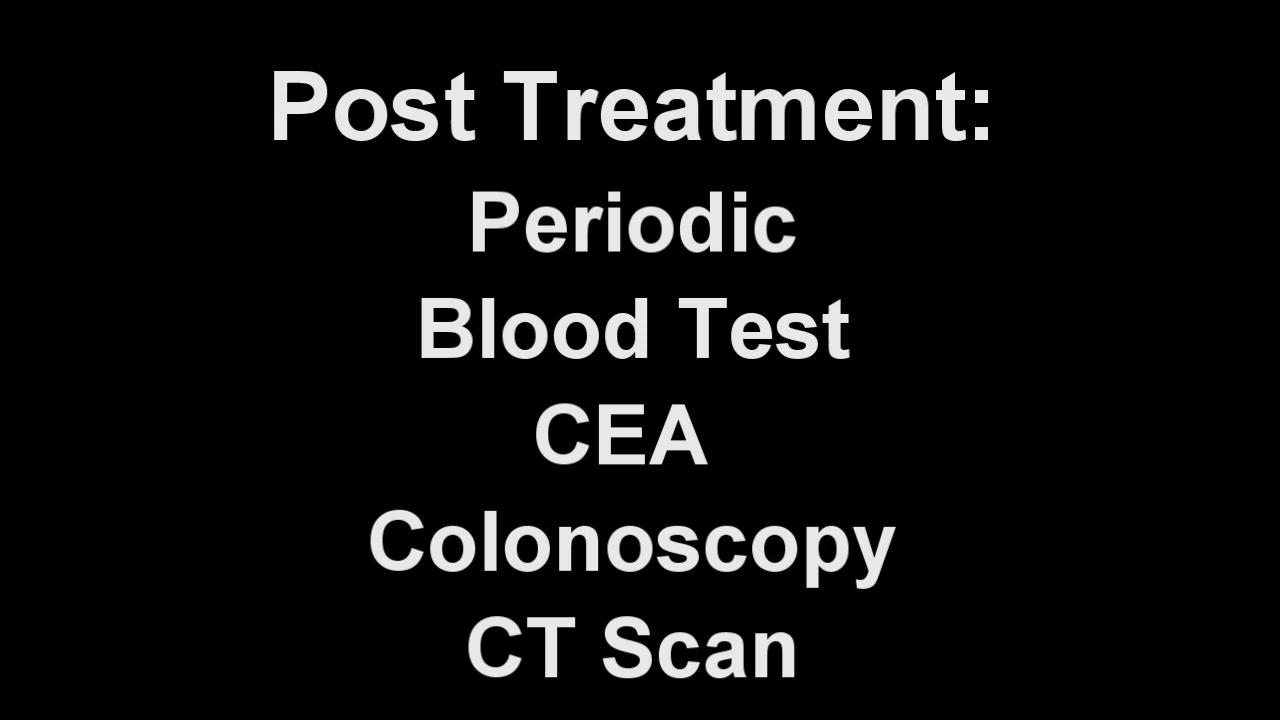 Post Treatment:
Periodic
Blood Test
CEA
Colonoscopy
CT Scan